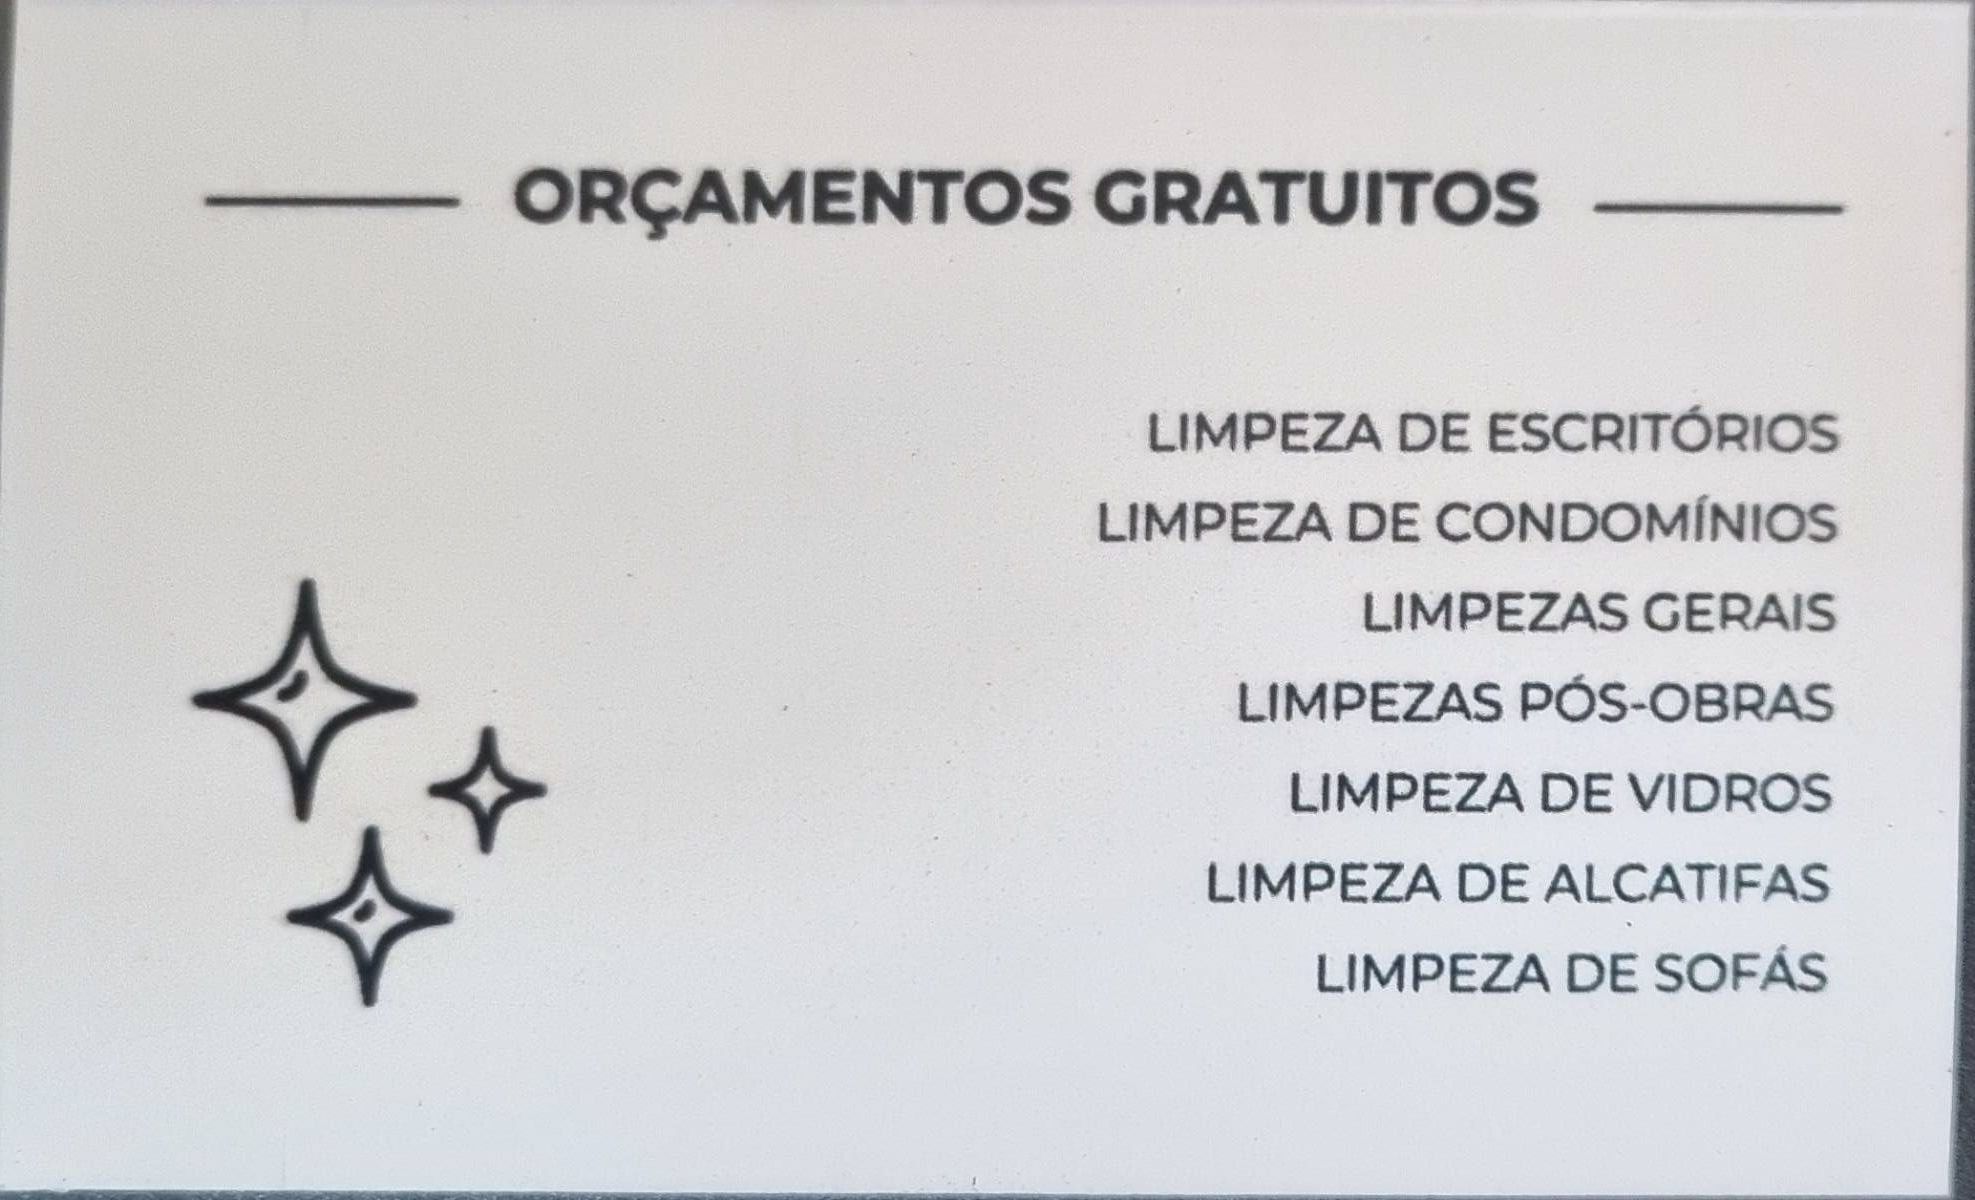 ORÇAMENTOS GRATUITOS
LIMPEZA DE ESCRITÓRIOS
LIMPEZA DE CONDOMÍNIOS
LIMPEZAS GERAIS
LIMPEZAS PÓS-OBRAS
LIMPEZA DE VIDROS
LIMPEZA DE ALCATIFAS
LIMPEZA DE SOFÁS